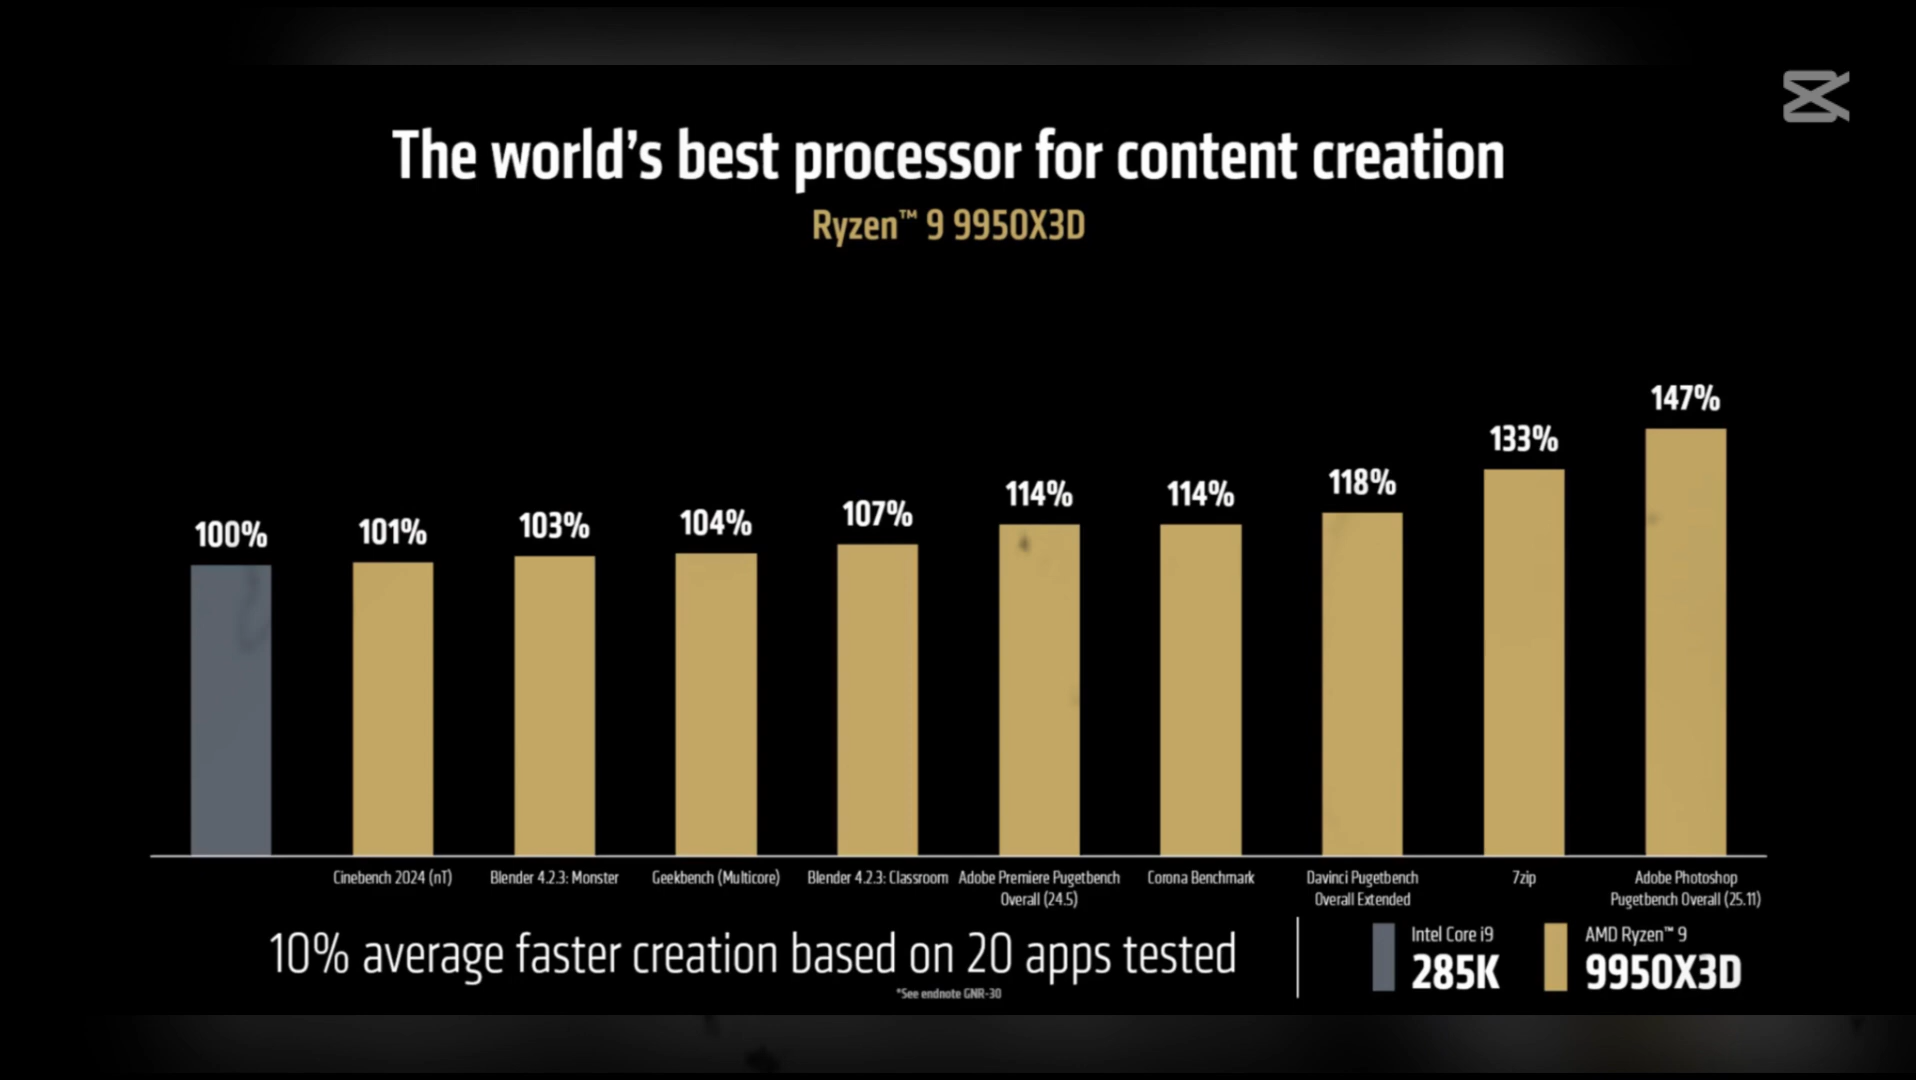 The world's best processor for content creation
Ryzen™ 9 9950X3D
100%
101%
103%
104%
107%
114%
114%
118%
133%
147%
Cinebench 2024 (nT)
Blender 4.2.3: Monster
Geekbench (Multicore)
Blender 4.2.3: Classroom
Adobe Premiere Pugetbench
Overall (24.5)
Corona Benchmark
Davinci Pugetbench
Overall Extended
7zip
Adobe Photoshop
Pugetbench Overall (25.11)
10% average faster creation based on 20 apps tested
*See endnote GNR-30
Intel Core i9
285K
AMD Ryzen™ 9
9950X3D